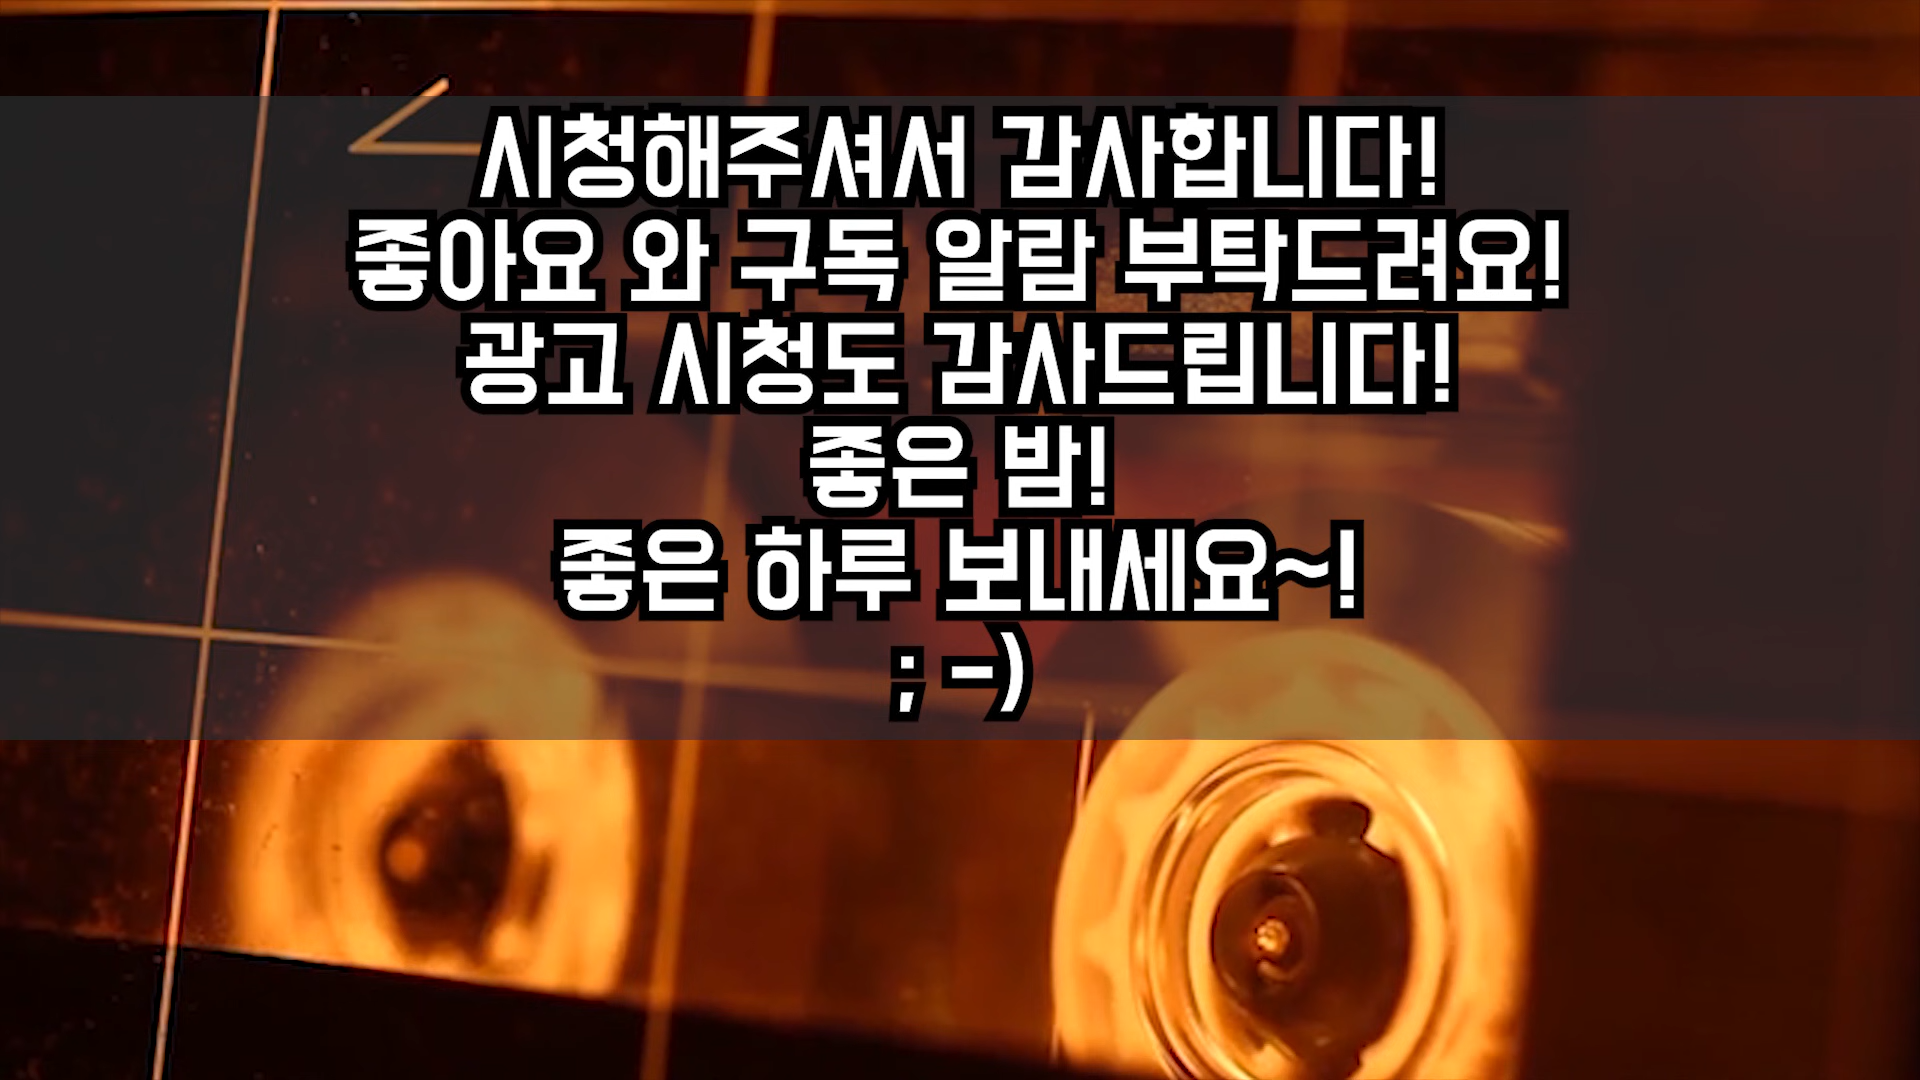 시청해주셔서 감사합니다!
좋아요 와 구독 알람 부탁드려요!
광고 시청도 감사드립니다!
좋은 밤!
좋은 하루 보내세요~!
; -)